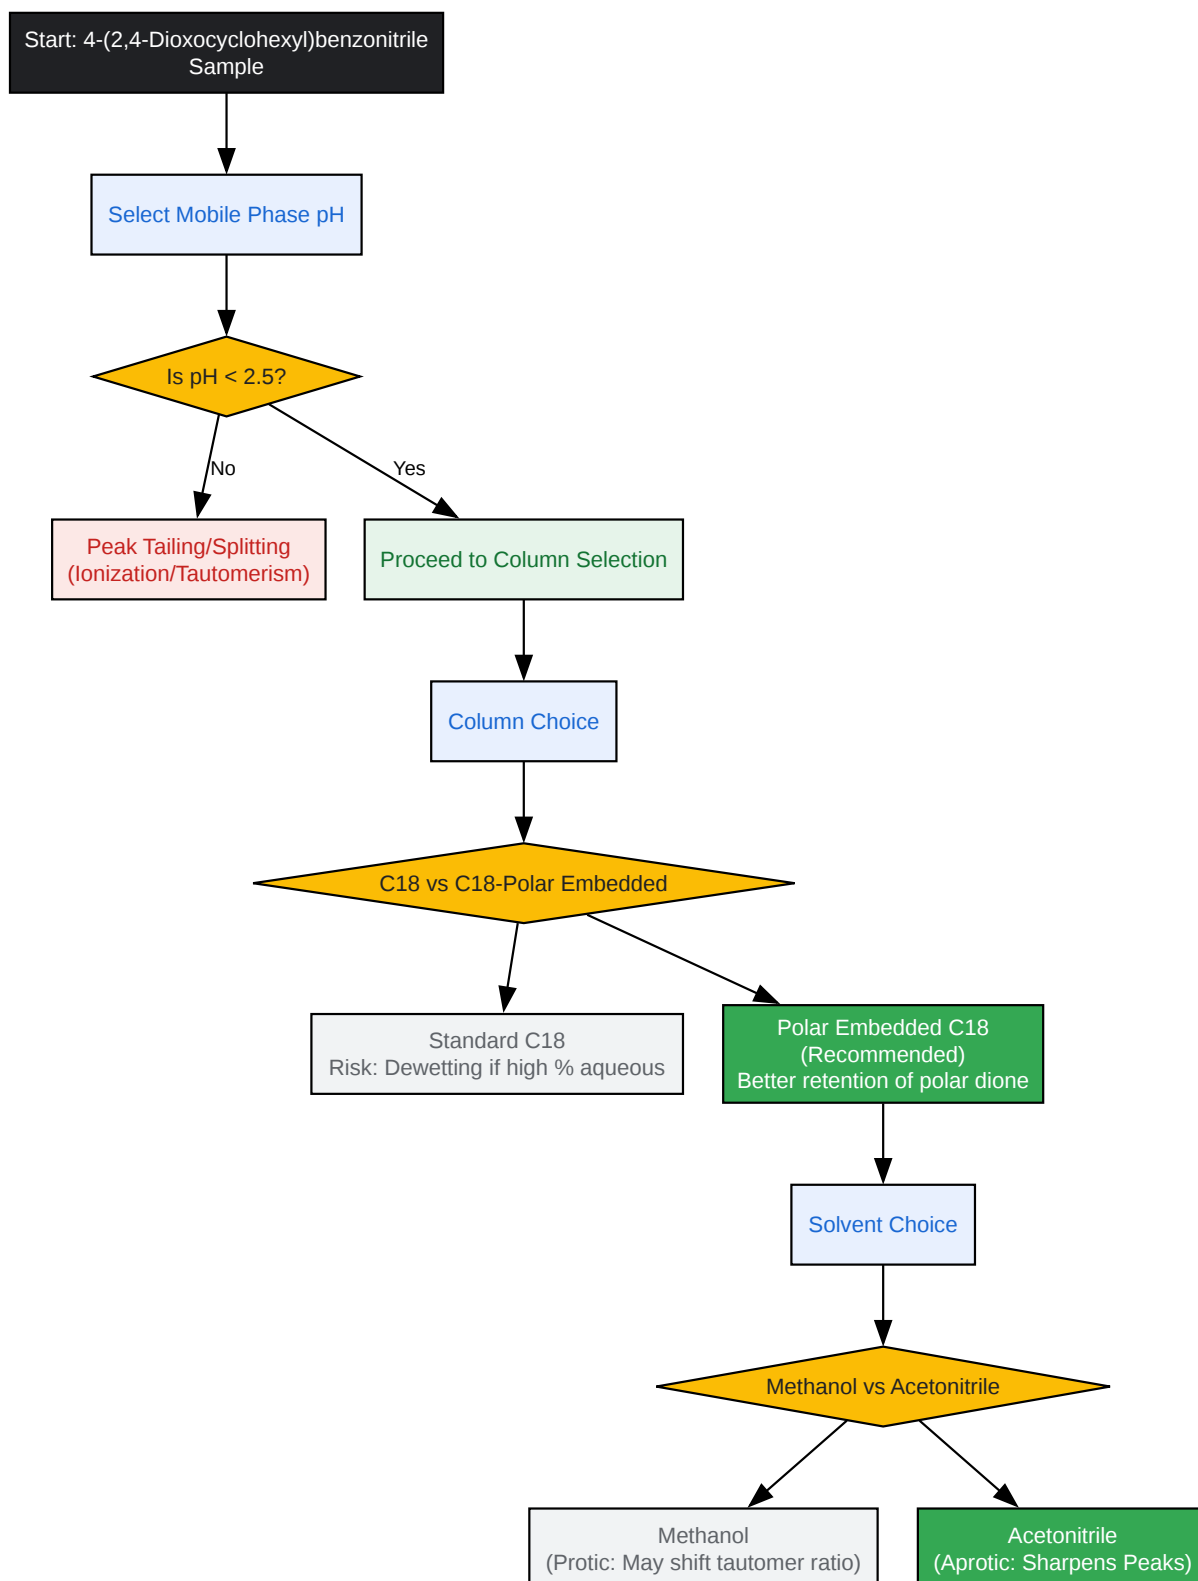 Start: 4-(2,4-Dioxocyclohexyl)benzonitrile
Sample
Select Mobile Phase pH
Is pH < 2.5?
No
Yes
Peak Tailing/Splitting
(Ionization/Tautomerism)
Proceed to Column Selection
Column Choice
C18 vs C18-Polar Embedded
Standard C18
Risk: Dewetting if high % aqueous
Polar Embedded C18
(Recommended)
Better retention of polar dione
Solvent Choice
Methanol vs Acetonitrile
Methanol
(Protic: May shift tautomer ratio)
Acetonitrile
(Aprotic: Sharpens Peaks)